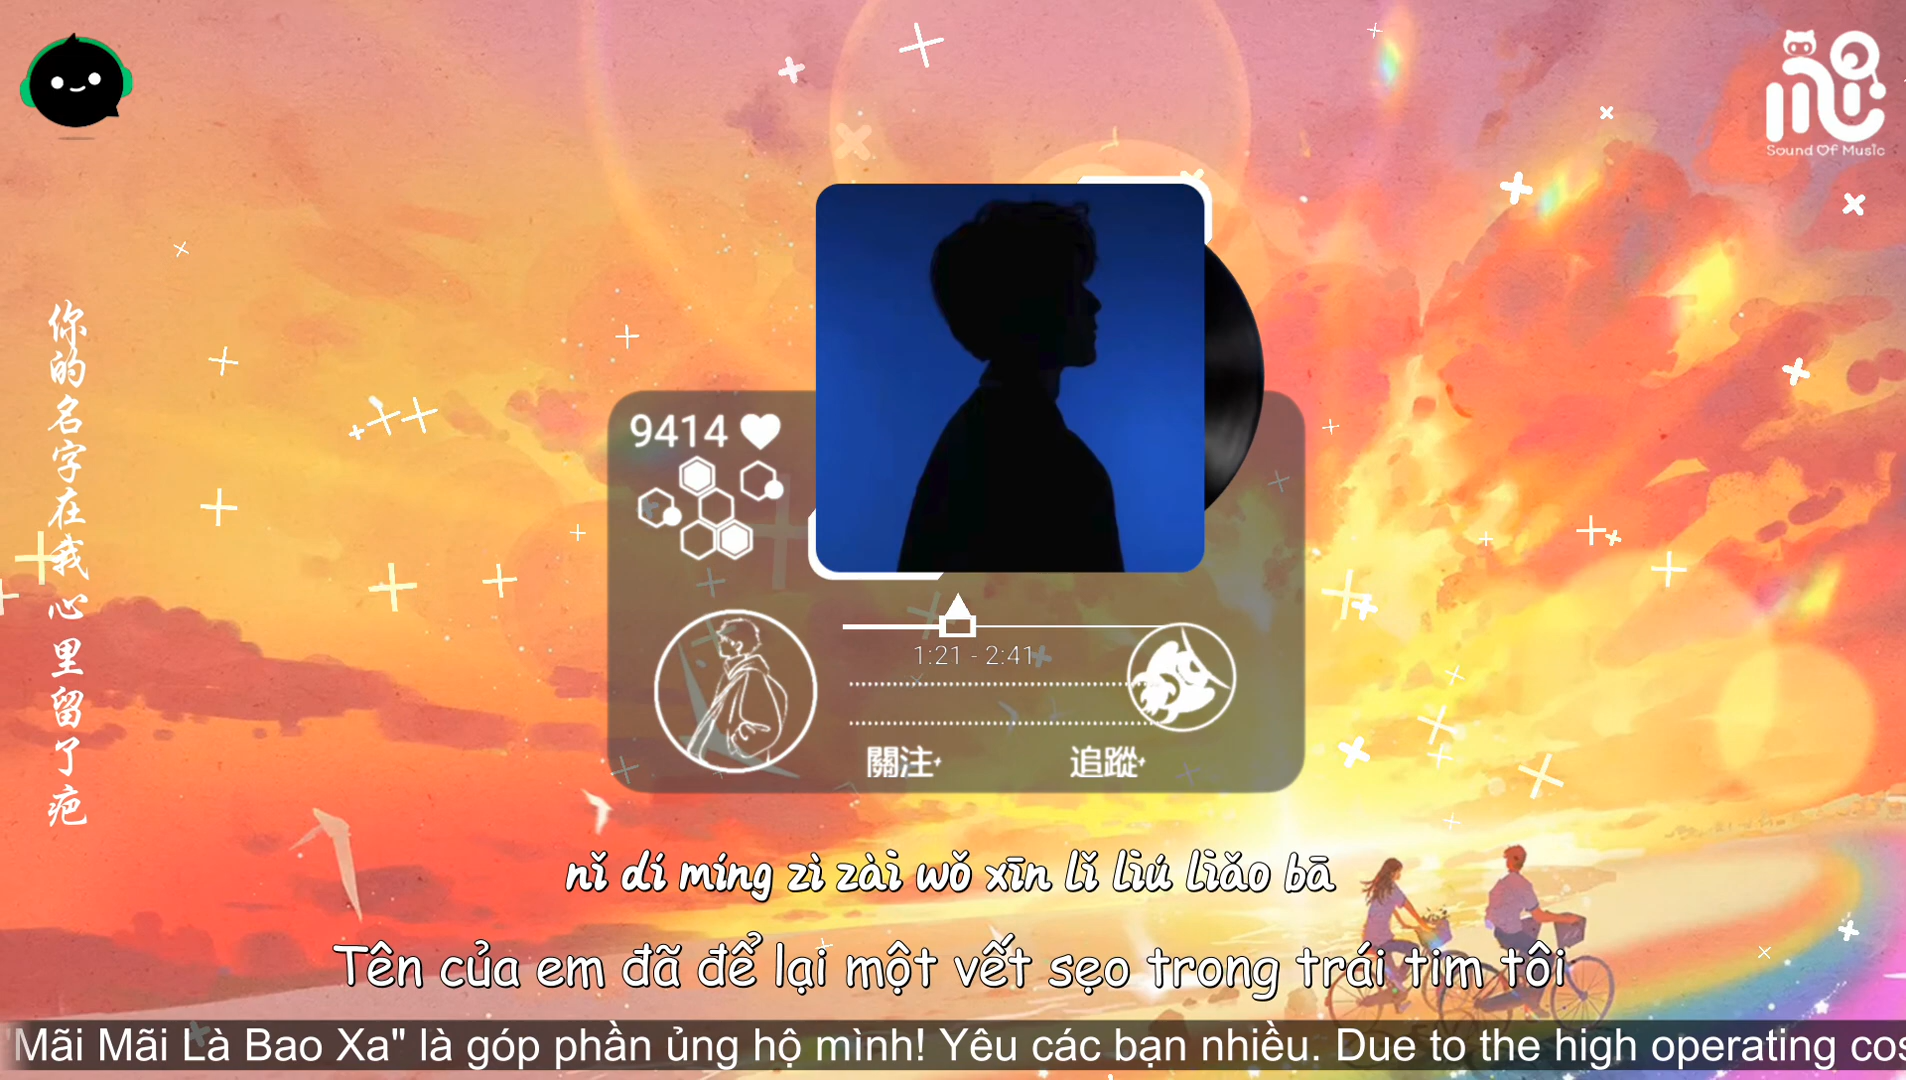 Sound Of Music
你的名字在我心里留了疤
9414
1:21 - 2:41
關注+
追蹤+
nǐ dí míng zì zài wǒ xīn lǐ liú liǎo bā
Tên của em đã để lại một vết sẹo trong trái tim tôi
"Mãi Mãi Là Bao Xa" là góp phần ủng hộ mình! Yêu các bạn nhiều. Due to the high operating cos